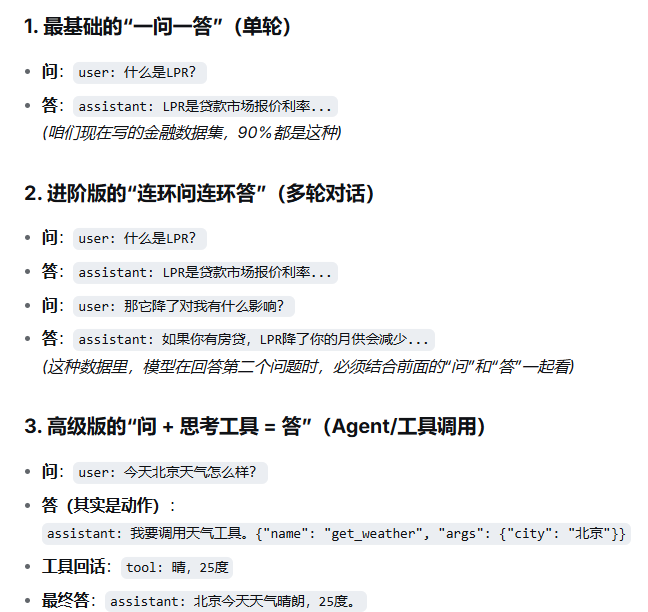 1. 最基础的“一问一答”（单轮）
问： user: 什么是LPR？
答： assistant: LPR是贷款市场报价利率...
(咱们现在写的金融数据集，90%都是这种)
2. 进阶版的“连环问连环答”（多轮对话）
问： user: 什么是LPR？
答： assistant: LPR是贷款市场报价利率...
问： user: 那它降了对我有什么影响？
答： assistant: 如果你有房贷，LPR降了你的月供会减少...
(这种数据里，模型在回答第二个问题时，必须结合前面的“问”和“答”一起看)
3. 高级版的“问 + 思考工具 = 答”（Agent/工具调用）
问： user: 今天北京天气怎么样？
答（其实是动作）：
assistant: 我要调用天气工具。{"name": "get_weather", "args": {"city": "北京"}}
工具回话： tool: 晴，25度
最终答： assistant: 北京今天天气晴朗，25度。